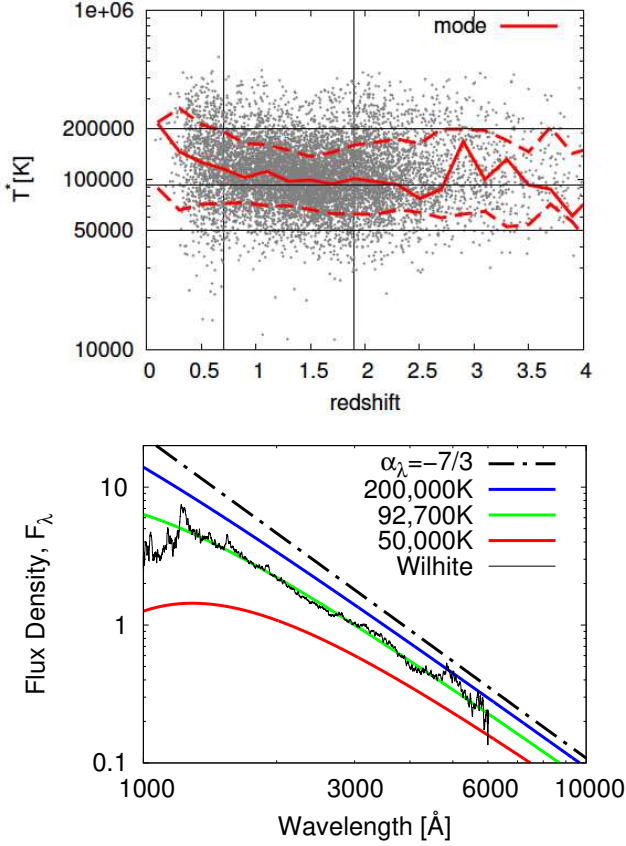 1e+06
mode
200000
100000
50000
10000
T* [K]
0 0.5 1 1.5 2 2.5 3 3.5 4
redshift
α_λ=−7/3
200,000K
92,700K
50,000K
Wilhite
10
1
0.1
Flux Density, F_λ
1000 3000 6000 10000
Wavelength [Å]